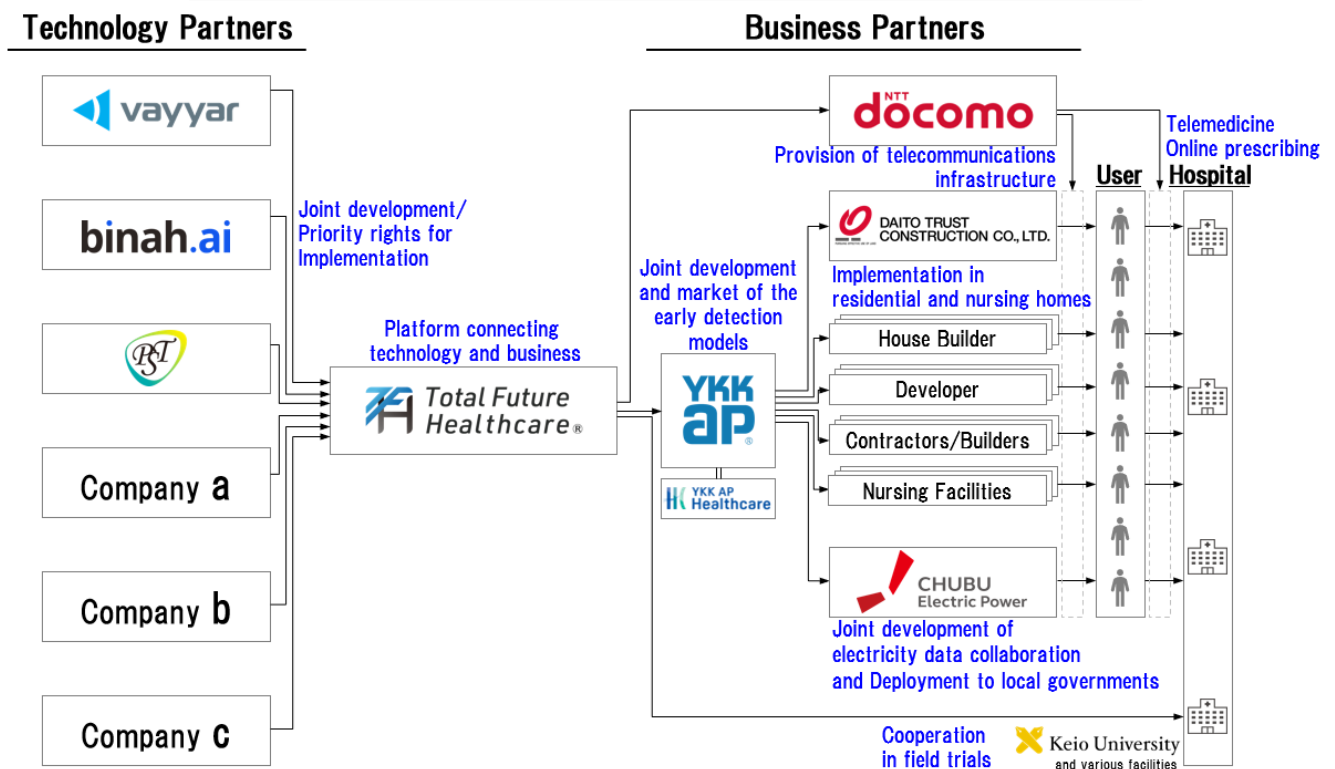 Technology Partners
Business Partners
vayyar
binah.ai
PST
Company a
Company b
Company c
Joint development/
Priority rights for
Implementation
Platform connecting
technology and business
Total Future
Healthcare®
Joint development
and market of the
early detection
models
YKK
ap®
YKK AP
Healthcare
NTT
döcomo
Provision of telecommunications
infrastructure
DAITO TRUST
CONSTRUCTION CO., LTD.
Implementation in
residential and nursing homes
House Builder
Developer
Contractors/Builders
Nursing Facilities
CHUBU
Electric Power
Joint development of
electricity data collaboration
and Deployment to local governments
Telemedicine
Online prescribing
User
Hospital
Cooperation
in field trials
Keio University
and various facilities